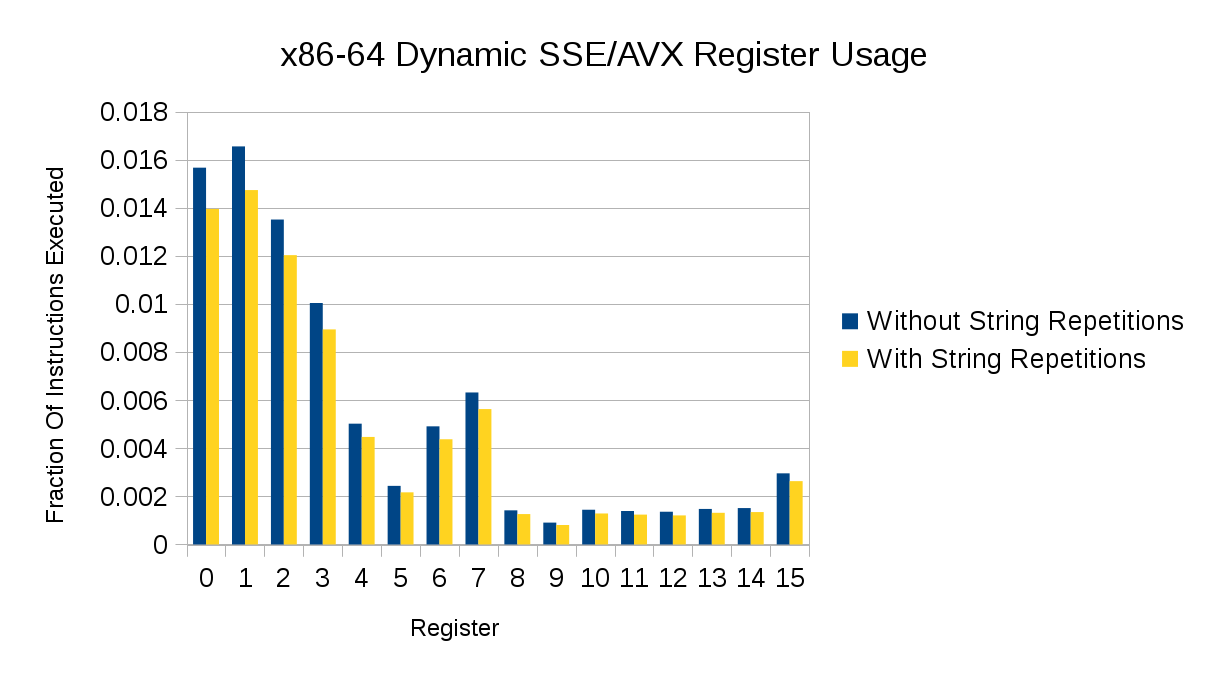 x86-64 Dynamic SSE/AVX Register Usage
0.018
0.016
0.014
0.012
0.01
0.008
0.006
0.004
0.002
0
Fraction Of Instructions Executed
0 1 2 3 4 5 6 7 8 9 10 11 12 13 14 15
Register
Without String Repetitions
With String Repetitions